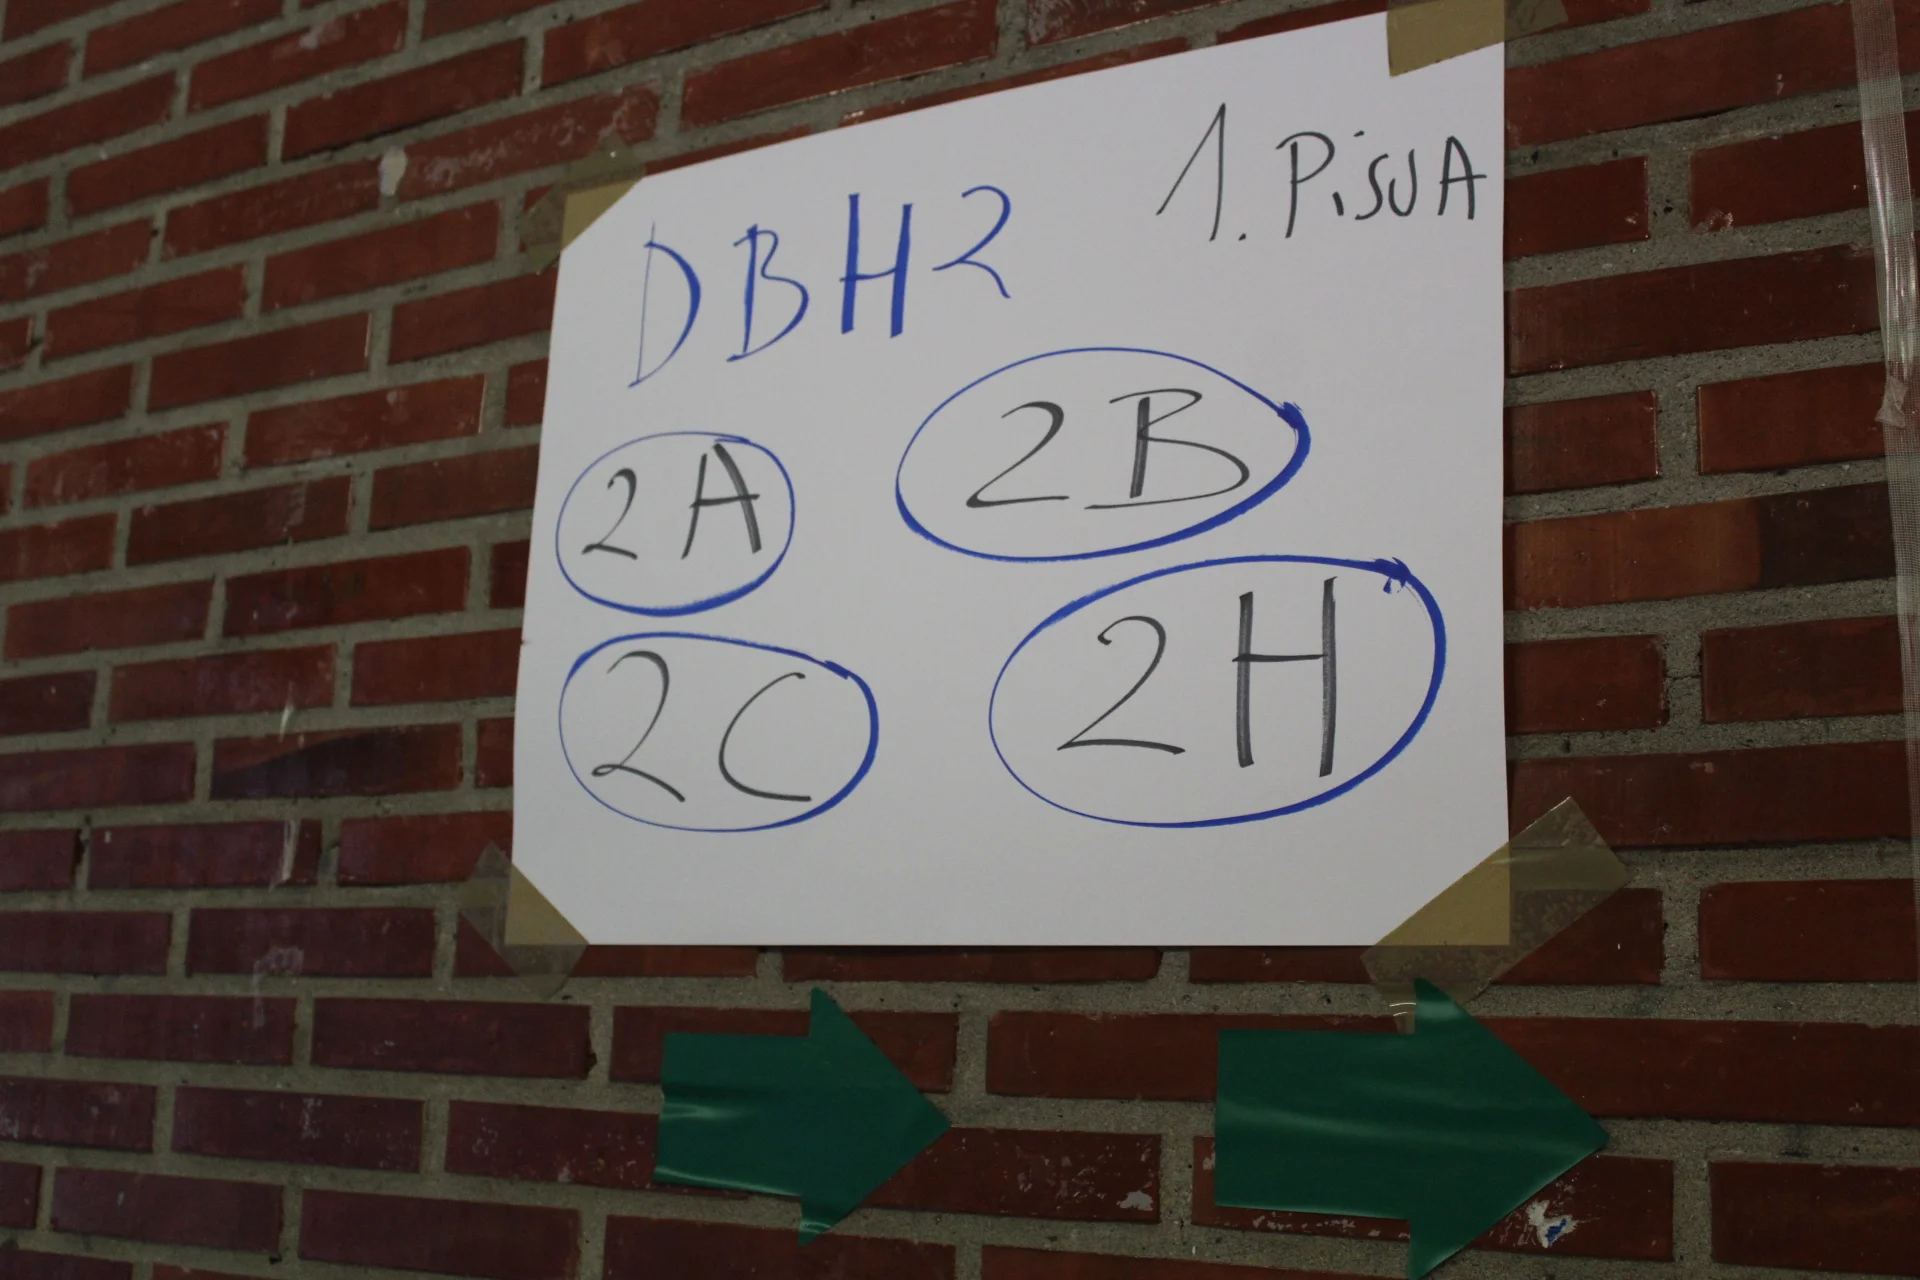 1. PiSUA
DBH2
2A 2B
2C 2H